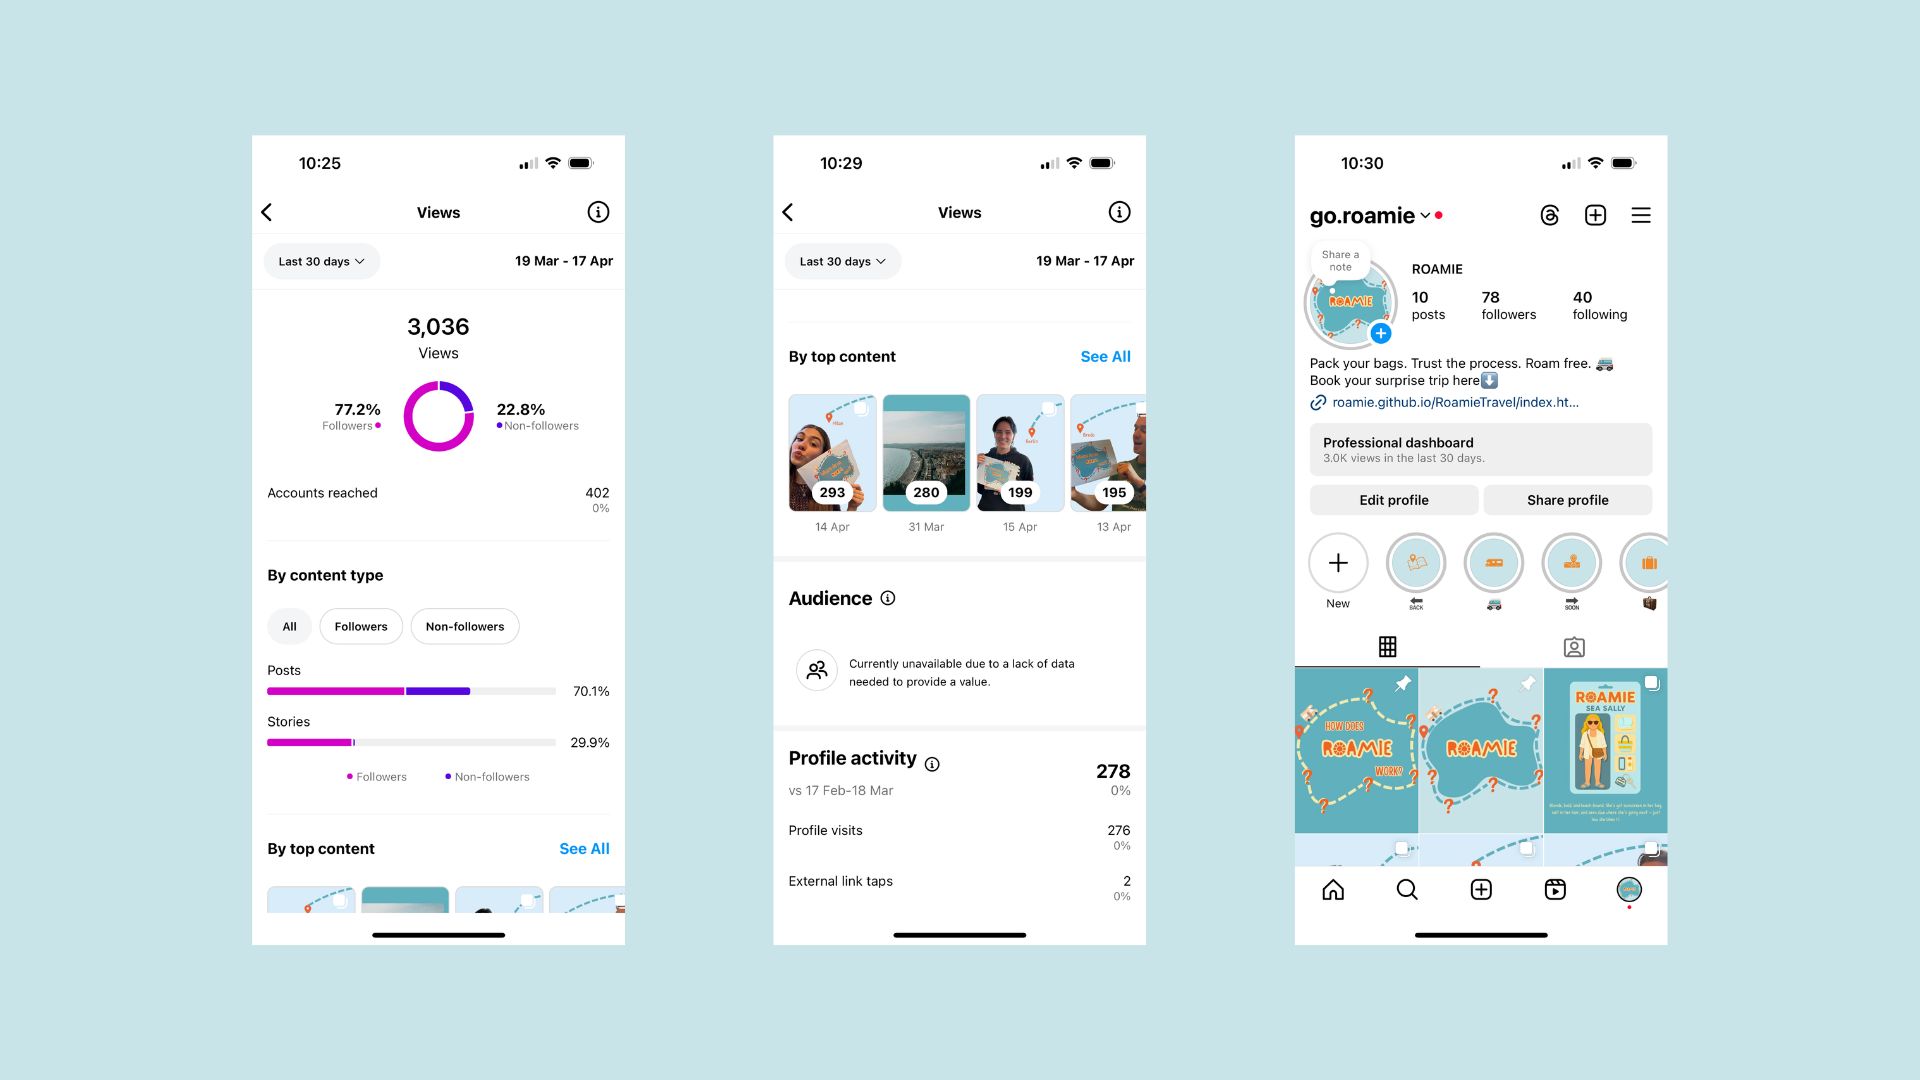 10:25
Views
Last 30 days
19 Mar - 17 Apr
3,036
Views
77.2%
Followers
22.8%
Non-followers
Accounts reached
402
0%
By content type
All
Followers
Non-followers
Posts
70.1%
Stories
29.9%
Followers
Non-followers
By top content
See All
10:29
Views
Last 30 days
19 Mar - 17 Apr
By top content
See All
Milan
Berlin
Breda
293
280
199
195
14 Apr
31 Mar
15 Apr
13 Apr
Audience
Currently unavailable due to a lack of data
needed to provide a value.
Profile activity
278
vs 17 Feb-18 Mar
0%
Profile visits
276
0%
External link taps
2
0%
10:30
go.roamie
Share a
note
ROAMIE
ROAMIE
10
posts
78
followers
40
following
Pack your bags. Trust the process. Roam free.
Book your surprise trip here
roamie.github.io/RoamieTravel/index.ht...
Professional dashboard
3.0K views in the last 30 days.
Edit profile
Share profile
New
BACK
SOON
HOW DOES
ROAMIE
WORK?
ROAMIE
ROAMIE
SEA SALLY